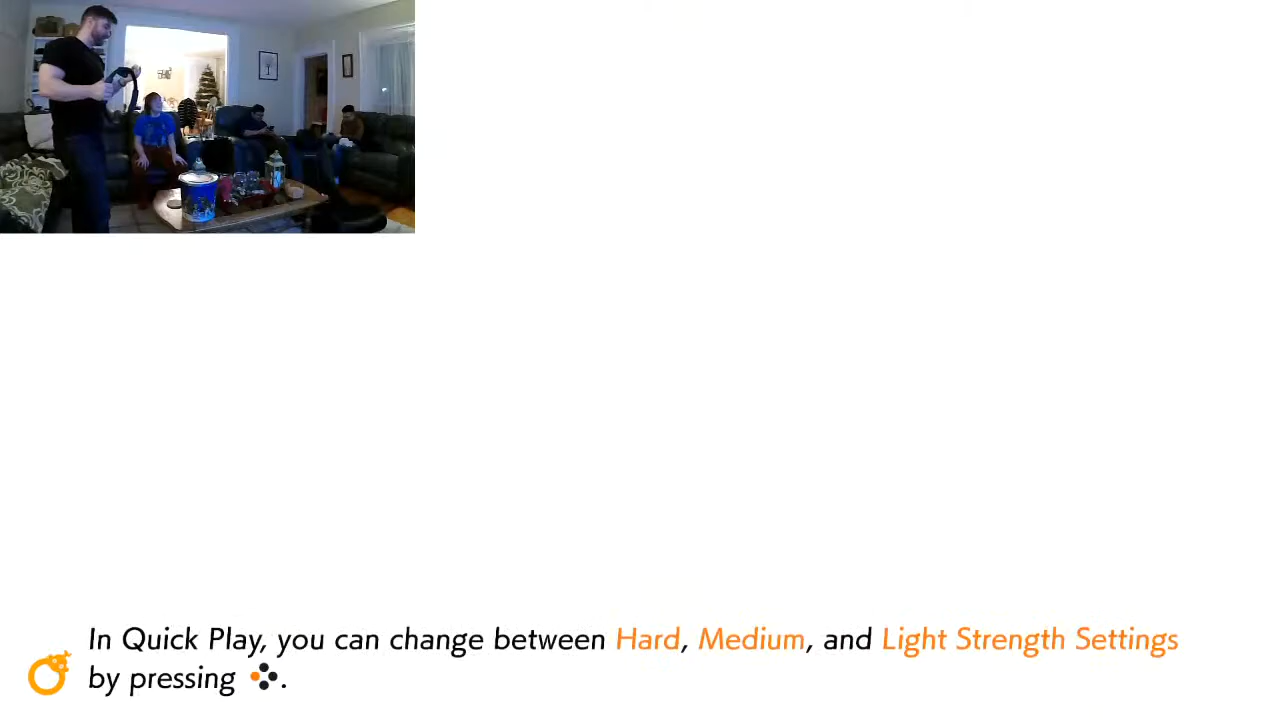 In Quick Play, you can change between Hard, Medium, and Light Strength Settings
by pressing .